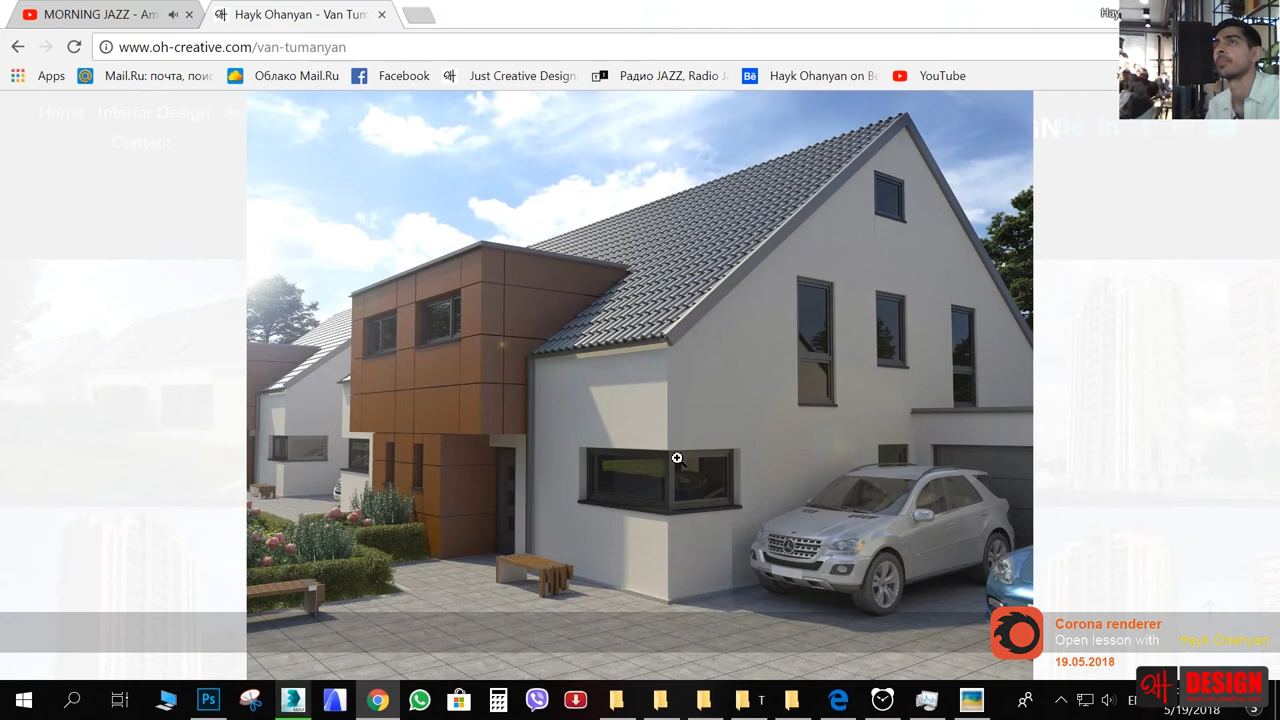 MORNING JAZZ - Am
Hayk Ohanyan - Van Tum
Hay
www.oh-creative.com/van-tumanyan
Apps
Mail.Ru: почта, поис
Облако Mail.Ru
Facebook
Just Creative Design,
Радио JAZZ, Radio J
Hayk Ohanyan on Be
YouTube
Home Interior Design Au
Contact
Corona renderer
Open lesson with Hayk Ohanyan
19.05.2018
DESIGN
5/19/2018